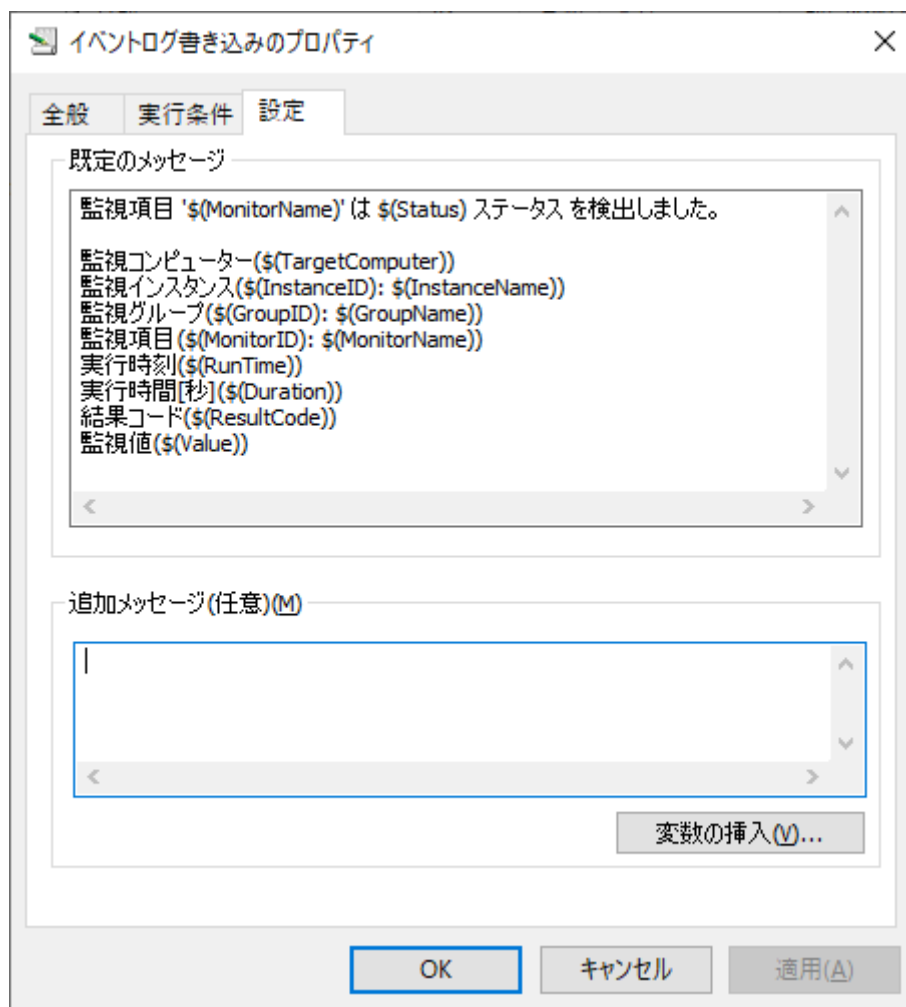 イベントログ書き込みのプロパティ
全般 実行条件 設定
既定のメッセージ
監視項目 '$(MonitorName)' は $(Status) ステータス を検出しました。
監視コンピューター($(TargetComputer))
監視インスタンス($(InstanceID): $(InstanceName))
監視グループ($(GroupID): $(GroupName))
監視項目($(MonitorID): $(MonitorName))
実行時刻($(RunTime))
実行時間[秒]($(Duration))
結果コード($(ResultCode))
監視値($(Value))
追加メッセージ(任意)(M)
変数の挿入(V)...
OK キャンセル 適用(A)